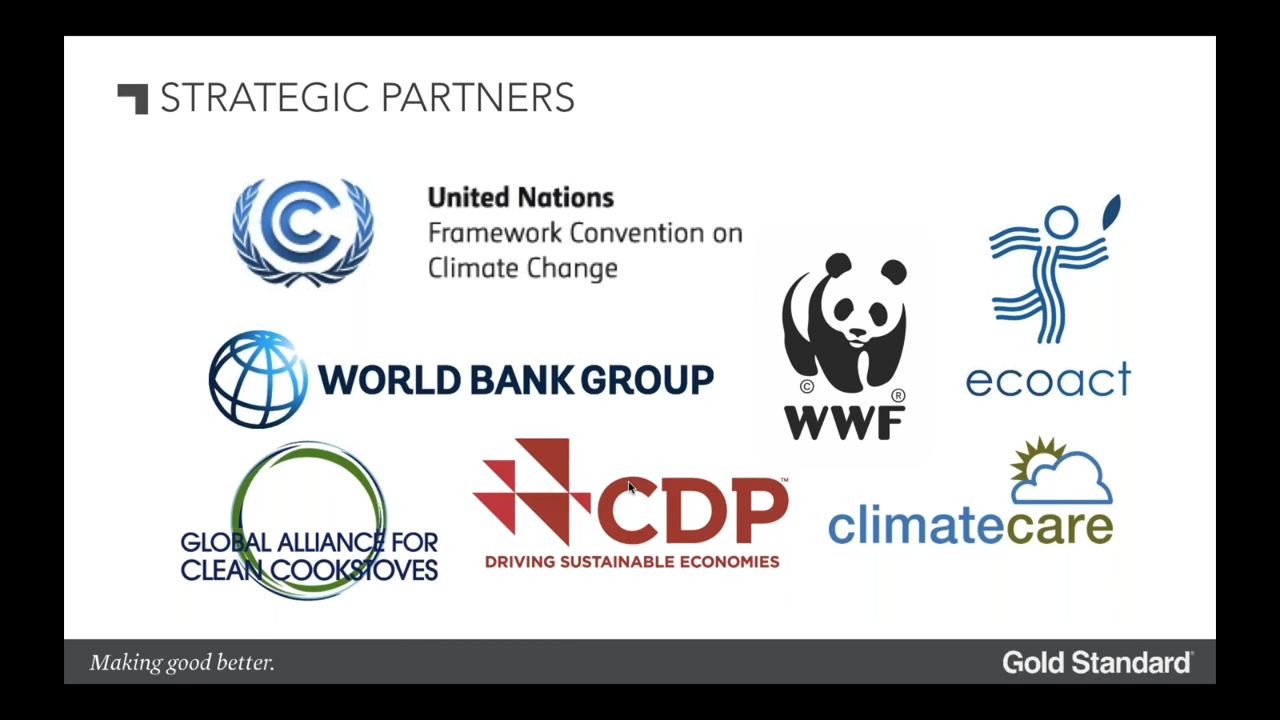 STRATEGIC PARTNERS
United Nations
Framework Convention on
Climate Change
WORLD BANK GROUP
© ®
WWF
ecoact
GLOBAL ALLIANCE FOR
CLEAN COOKSTOVES
CDP™
DRIVING SUSTAINABLE ECONOMIES
climatecare
Making good better.
Gold Standard®